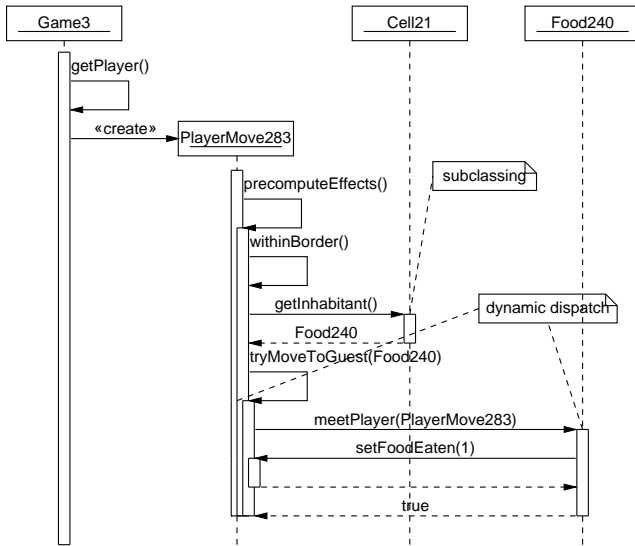 Game3
Cell21
Food240
getPlayer()
«create»
PlayerMove283
subclassing
precomputeEffects()
withinBorder()
getInhabitant()
dynamic dispatch
Food240
tryMoveToGuest(Food240)
meetPlayer(PlayerMove283)
setFoodEaten(1)
true